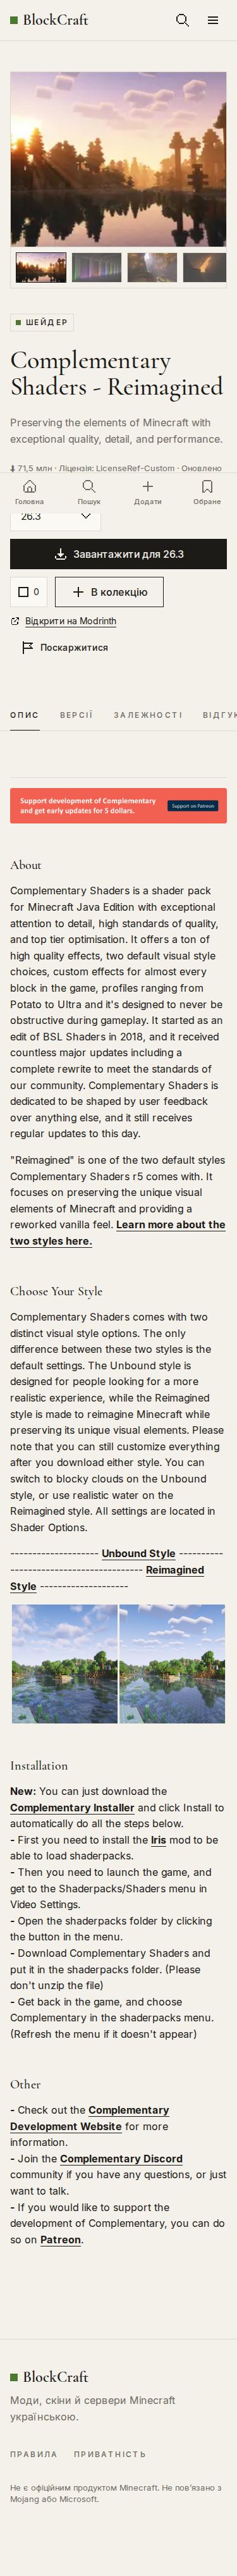 BlockCraft
ШЕЙДЕР
Complementary
Shaders - Reimagined
Preserving the elements of Minecraft with
exceptional quality, detail, and performance.
71,5 млн · Ліцензія: LicenseRef-Custom · Оновлено
Головна Пошук Додати Обране
26.3
Завантажити для 26.3
0 В колекцію
Відкрити на Modrinth
Поскаржитися
ОПИС ВЕРСІЇ ЗАЛЕЖНОСТІ ВІДГУК
Support development of Complementary
and get early updates for 5 dollars.
Support on Patreon
About
Complementary Shaders is a shader pack
for Minecraft Java Edition with exceptional
attention to detail, high standards of quality,
and top tier optimisation. It offers a ton of
high quality effects, two default visual style
choices, custom effects for almost every
block in the game, profiles ranging from
Potato to Ultra and it's designed to never be
obstructive during gameplay. It started as an
edit of BSL Shaders in 2018, and it received
countless major updates including a
complete rewrite to meet the standards of
our community. Complementary Shaders is
dedicated to be shaped by user feedback
over anything else, and it still receives
regular updates to this day.
"Reimagined" is one of the two default styles
Complementary Shaders r5 comes with. It
focuses on preserving the unique visual
elements of Minecraft and providing a
reworked vanilla feel. Learn more about the
two styles here.
Choose Your Style
Complementary Shaders comes with two
distinct visual style options. The only
difference between these two styles is the
default settings. The Unbound style is
designed for people looking for a more
realistic experience, while the Reimagined
style is made to reimagine Minecraft while
preserving its unique visual elements. Please
note that you can still customize everything
after you download either style. You can
switch to blocky clouds on the Unbound
style, or use realistic water on the
Reimagined style. All settings are located in
Shader Options.
-------------------- Unbound Style ----------
------------------------------ Reimagined
Style --------------------
Installation
New: You can just download the
Complementary Installer and click Install to
automatically do all the steps below.
- First you need to install the Iris mod to be
able to load shaderpacks.
- Then you need to launch the game, and
get to the Shaderpacks/Shaders menu in
Video Settings.
- Open the shaderpacks folder by clicking
the button in the menu.
- Download Complementary Shaders and
put it in the shaderpacks folder. (Please
don't unzip the file)
- Get back in the game, and choose
Complementary in the shaderpacks menu.
(Refresh the menu if it doesn't appear)
Other
- Check out the Complementary
Development Website for more
information.
- Join the Complementary Discord
community if you have any questions, or just
want to talk.
- If you would like to support the
development of Complementary, you can do
so on Patreon.
BlockCraft
Моди, скіни й сервери Minecraft
українською.
ПРАВИЛА ПРИВАТНІСТЬ
Не є офіційним продуктом Minecraft. Не пов'язано з
Mojang або Microsoft.